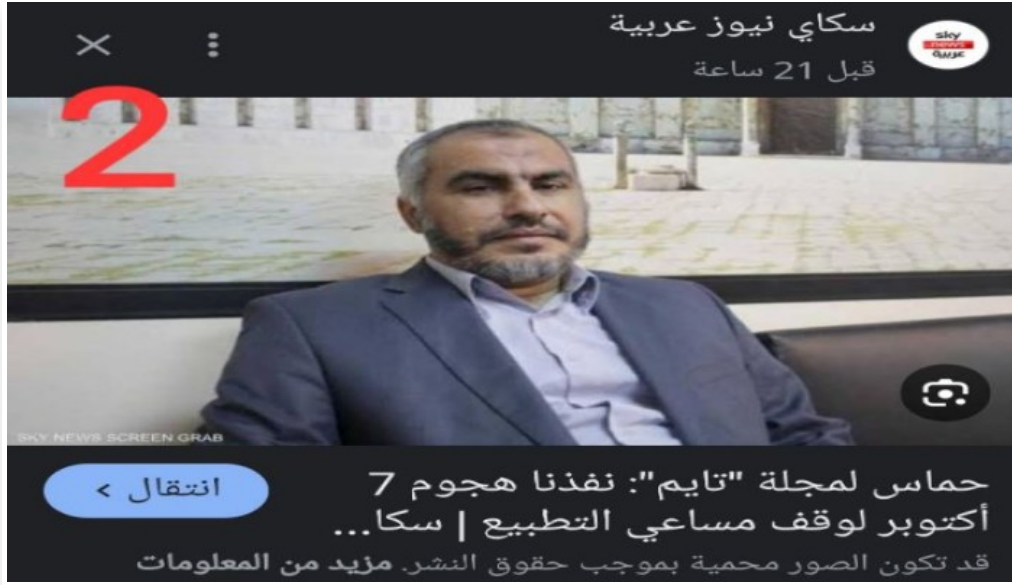 سكاي نيوز عربية
sky
news
عربية
قبل 21 ساعة
2
SKY NEWS SCREEN GRAB
حماس لمجلة "تايم": نفذنا هجوم 7
أكتوبر لوقف مساعي التطبيع | سكا...
انتقال >
قد تكون الصور محمية بموجب حقوق النشر. مزيد من المعلومات